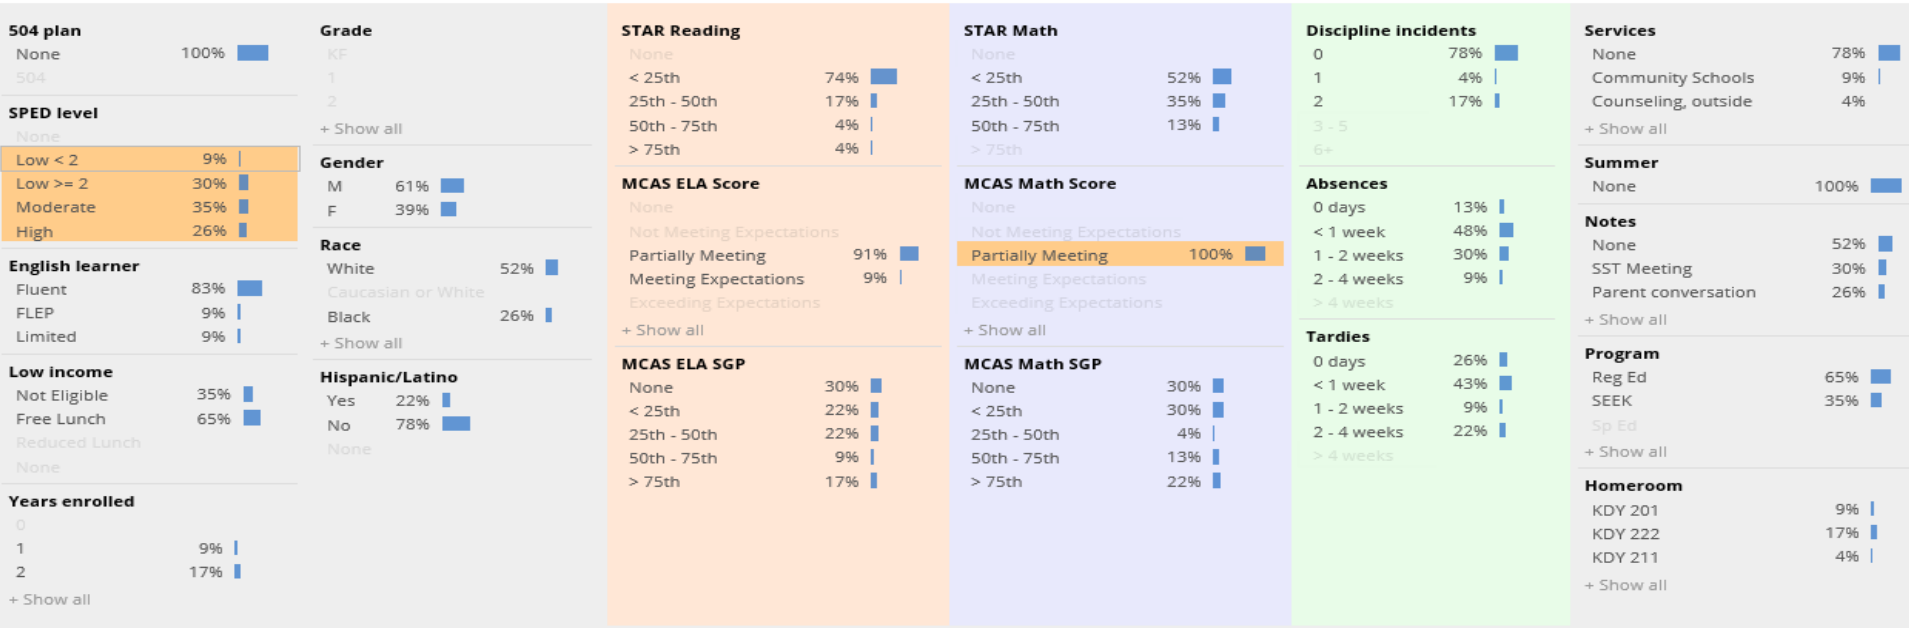 504 plan
None 100%
504
SPED level
None
Low < 2 9%
Low >= 2 30%
Moderate 35%
High 26%
English learner
Fluent 83%
FLEP 9%
Limited 9%
Low income
Not Eligible 35%
Free Lunch 65%
Reduced Lunch
None
Years enrolled
0
1 9%
2 17%
+ Show all
Grade
KF
1
2
+ Show all
Gender
M 61%
F 39%
Race
White 52%
Caucasian or White
Black 26%
+ Show all
Hispanic/Latino
Yes 22%
No 78%
None
STAR Reading
None
< 25th 74%
25th - 50th 17%
50th - 75th 4%
> 75th 4%
MCAS ELA Score
None
Not Meeting Expectations
Partially Meeting 91%
Meeting Expectations 9%
Exceeding Expectations
+ Show all
MCAS ELA SGP
None 30%
< 25th 22%
25th - 50th 22%
50th - 75th 9%
> 75th 17%
STAR Math
None
< 25th 52%
25th - 50th 35%
50th - 75th 13%
> 75th
MCAS Math Score
None
Not Meeting Expectations
Partially Meeting 100%
Meeting Expectations
Exceeding Expectations
+ Show all
MCAS Math SGP
None 30%
< 25th 30%
25th - 50th 4%
50th - 75th 13%
> 75th 22%
Discipline incidents
0 78%
1 4%
2 17%
3 - 5
6+
Absences
0 days 13%
< 1 week 48%
1 - 2 weeks 30%
2 - 4 weeks 9%
> 4 weeks
Tardies
0 days 26%
< 1 week 43%
1 - 2 weeks 9%
2 - 4 weeks 22%
> 4 weeks
Services
None 78%
Community Schools 9%
Counseling, outside 4%
+ Show all
Summer
None 100%
Notes
None 52%
SST Meeting 30%
Parent conversation 26%
+ Show all
Program
Reg Ed 65%
SEEK 35%
Sp Ed
+ Show all
Homeroom
KDY 201 9%
KDY 222 17%
KDY 211 4%
+ Show all